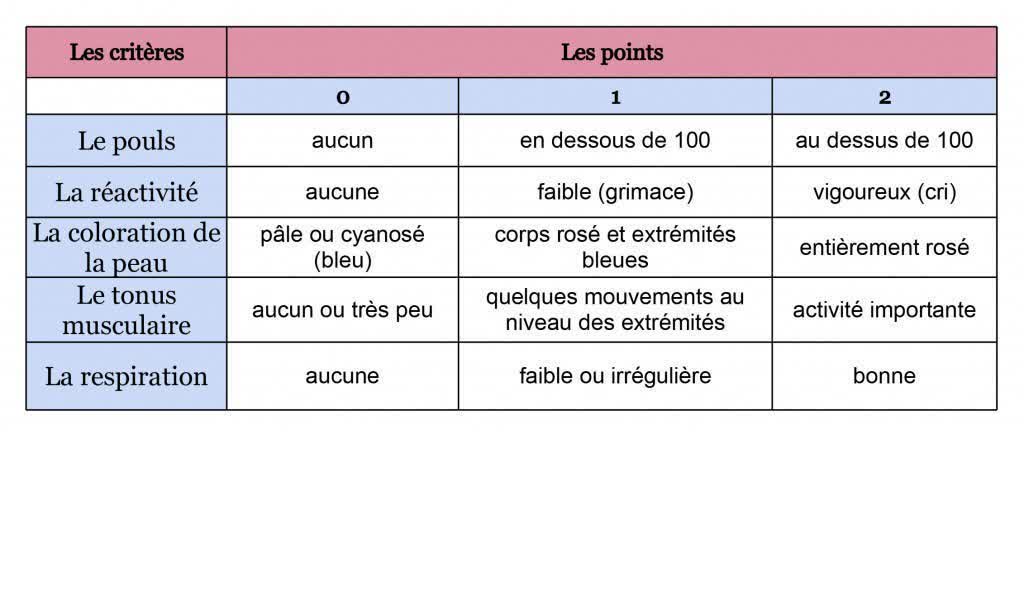 Les critères Les points
0 1 2
Le pouls aucun en dessous de 100 au dessus de 100
La réactivité aucune faible (grimace) vigoureux (cri)
La coloration de
la peau
pâle ou cyanosé
(bleu)
corps rosé et extrémités
bleues
entièrement rosé
Le tonus
musculaire
aucun ou très peu
quelques mouvements au
niveau des extrémités
activité importante
La respiration aucune faible ou irrégulière bonne